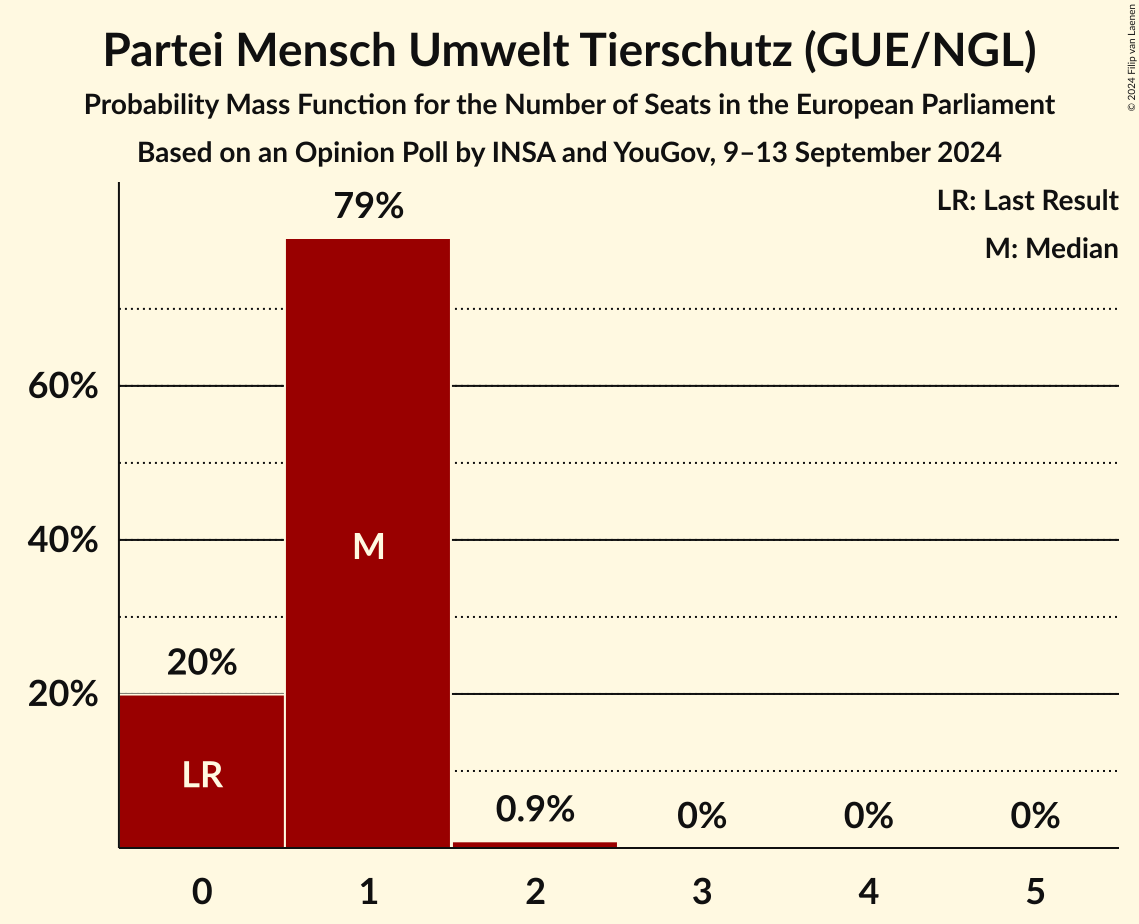 Partei Mensch Umwelt Tierschutz (GUE/NGL)
Probability Mass Function for the Number of Seats in the European Parliament
Based on an Opinion Poll by INSA and YouGov, 9–13 September 2024
© 2024 Filip van Laenen
LR: Last Result
M: Median
79%
60%
40%
M
20%
20%
LR
0.9%
0%
0%
0%
0
1
2
3
4
5